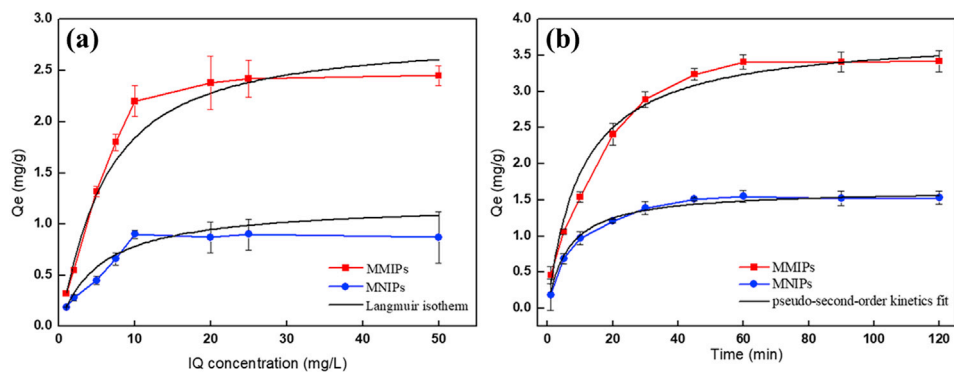 (a)
Qe (mg/g)
3.0
2.5
2.0
1.5
1.0
0.5
0.0
MMIPs
MNIPs
Langmuir isotherm
0 10 20 30 40 50
IQ concentration (mg/L)
(b)
Qe (mg/g)
4.0
3.5
3.0
2.5
2.0
1.5
1.0
0.5
0.0
MMIPs
MNIPs
pseudo-second-order kinetics fit
0 20 40 60 80 100 120
Time (min)